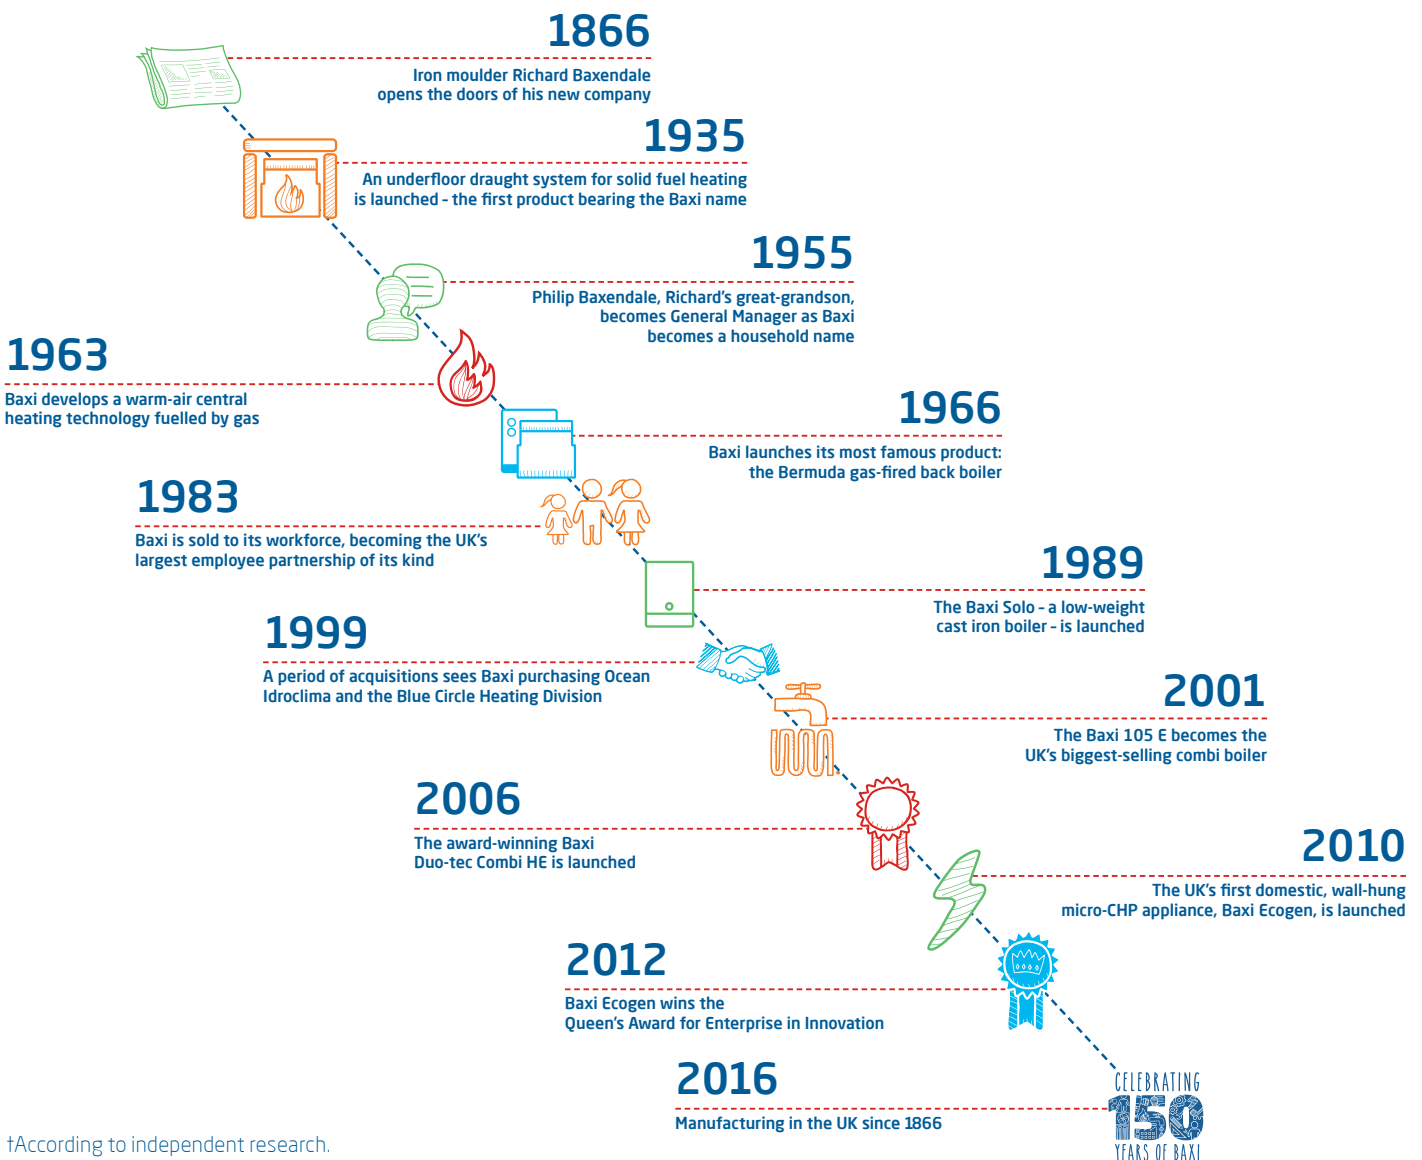 1866
Iron moulder Richard Baxendale
opens the doors of his new company
1935
An underfloor draught system for solid fuel heating
is launched – the first product bearing the Baxi name
1955
Philip Baxendale, Richard's great-grandson,
becomes General Manager as Baxi
becomes a household name
1963
Baxi develops a warm-air central
heating technology fuelled by gas
1966
Baxi launches its most famous product:
the Bermuda gas-fired back boiler
1983
Baxi is sold to its workforce, becoming the UK's
largest employee partnership of its kind
1989
The Baxi Solo – a low-weight
cast iron boiler – is launched
1999
A period of acquisitions sees Baxi purchasing Ocean
Idroclima and the Blue Circle Heating Division
2001
The Baxi 105 E becomes the
UK's biggest-selling combi boiler
2006
The award-winning Baxi
Duo-tec Combi HE is launched
2010
The UK's first domestic, wall-hung
micro-CHP appliance, Baxi Ecogen, is launched
2012
Baxi Ecogen wins the
Queen's Award for Enterprise in Innovation
2016
Manufacturing in the UK since 1866
CELEBRATING
150
YEARS OF BAXI
†According to independent research.